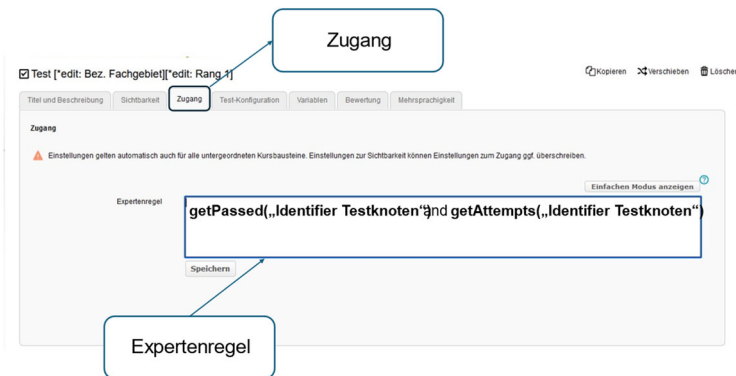 Zugang
Test [*edit: Bez. Fachgebiet][*edit: Rang 1]
Kopieren Verschieben Löschen
Titel und Beschreibung Sichtbarkeit Zugang Test-Konfiguration Variablen Bewertung Mehrsprachigkeit
Zugang
Einstellungen gelten automatisch auch für alle untergeordneten Kursbausteine. Einstellungen zur Sichtbarkeit können Einstellungen zum Zugang ggf. überschreiben.
Einfachen Modus anzeigen ?
Expertenregel
getPassed(„Identifier Testknoten“) and getAttempts(„Identifier Testknoten“)
Speichern
Expertenregel